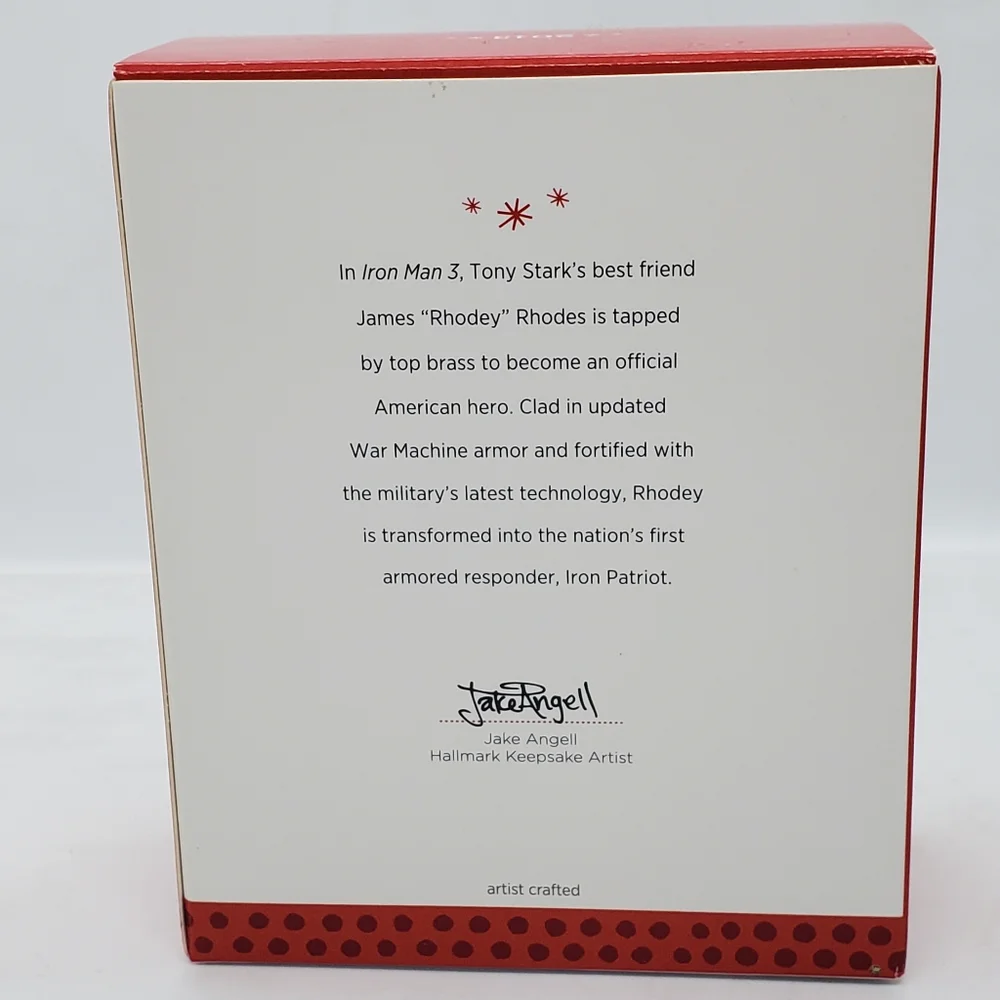 In Iron Man 3, Tony Stark's best friend
James “Rhodey” Rhodes is tapped
by top brass to become an official
American hero. Clad in updated
War Machine armor and fortified with
the military's latest technology, Rhodey
is transformed into the nation's first
armored responder, Iron Patriot.
Jake Angell
Jake Angell
Hallmark Keepsake Artist
artist crafted